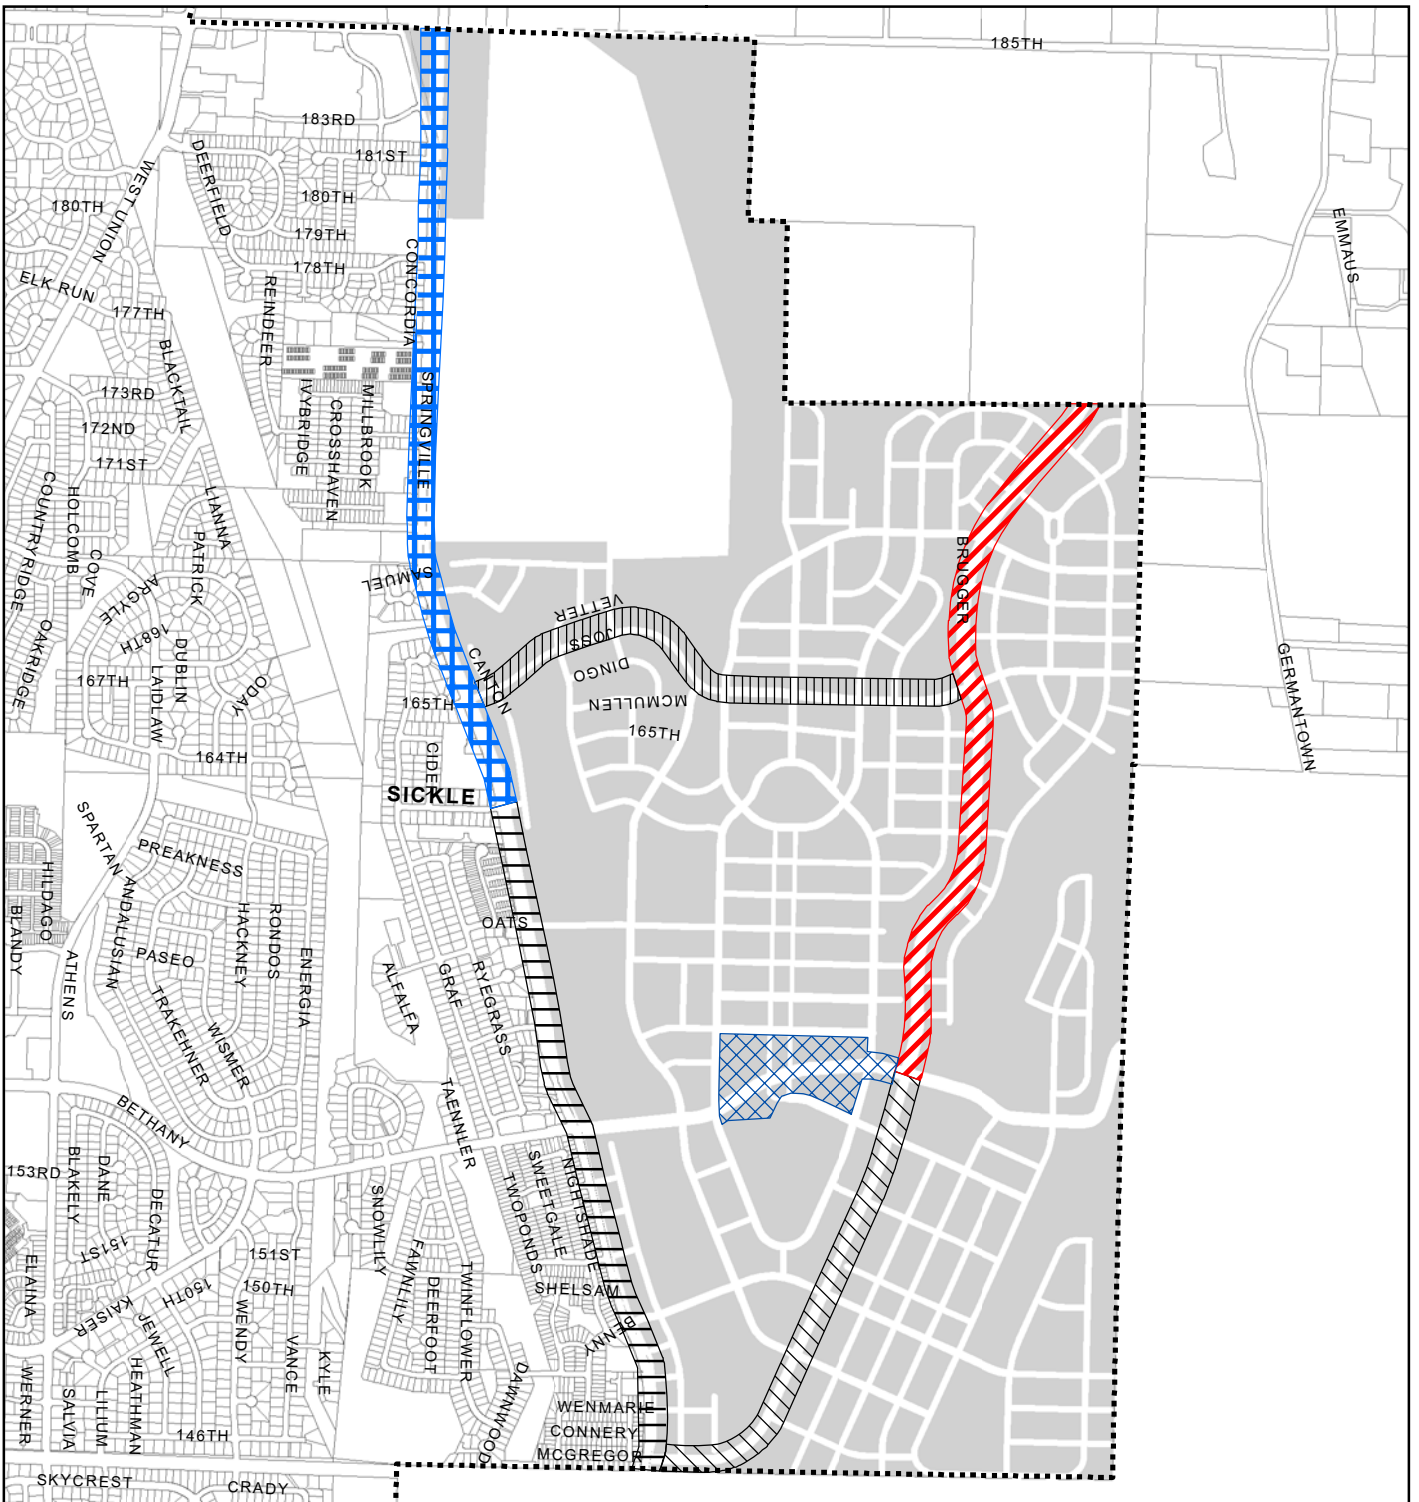 185TH
183RD
181ST
DEERFIELD
WEST UNION
180TH
180TH
EMMAUS
179TH
CONCORDIA
178TH
ELK RUN
REINDEER
177TH
BLACKTAIL
SPRINGVILLE
173RD
IVYBRIDGE
CROSSHAVEN
MILLBROOK
172ND
171ST
COUNTRYRIDGE
HOLCOMB
LIANNA
PATRICK
BRUGGER
COVE
ARGYLE
SAMUEL
VETTER
OAKRIDGE
168TH
DUBLIN
JOSS
LAIDLAW
CANTON
DINGO
GERMANTOWN
167TH
ODAY
165TH
MCMULLEN
165TH
164TH
CIDER
SICKLE
SPARTAN
PREAKNESS
HILDAGO
ANDALUSIAN
BLANDY
HACKNEY
RONDOS
OATS
PASEO
ENERGIA
ATHENS
ALFALFA
GRAF
RYEGRASS
TRAKEHNER
WISMER
BETHANY
TAENNLER
153RD
BLAKELY
DANE
DECATUR
SNOWLILY
TWOPONDS
SWEETGALE
NIGHTSHADE
151ST
151ST
ELAINA
150TH
150TH
FAWNLILY
DEERFOOT
TWINFLOWER
SHELSAM
KAISER
JEWELL
WENDY
BENNY
VANCE
KYLE
WERNER
SALVIA
LILIUM
HEATHMAN
DAWNWOOD
WENMARIE
146TH
CONNERY
MCGREGOR
SKYCREST
CRADY